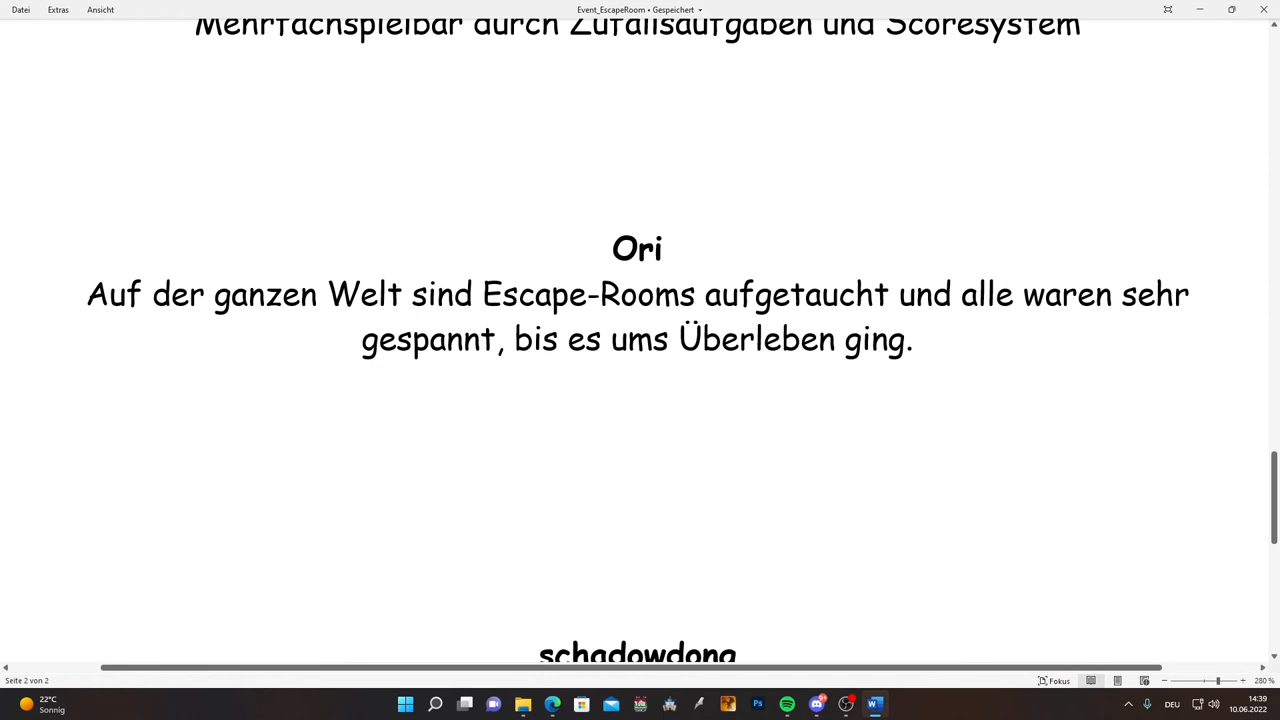 Datei Extras Ansicht Event_EscapeRoom • Gespeichert
Mehrfachspielbar durch Zufallsaufgaben und Scoresystem
Ori
Auf der ganzen Welt sind Escape-Rooms aufgetaucht und alle waren sehr
gespannt, bis es ums Überleben ging.
schadowdong
Seite 2 von 2 Fokus 280 %
22°C
Sonnig
Ps
W
DEU
14:39
10.06.2022